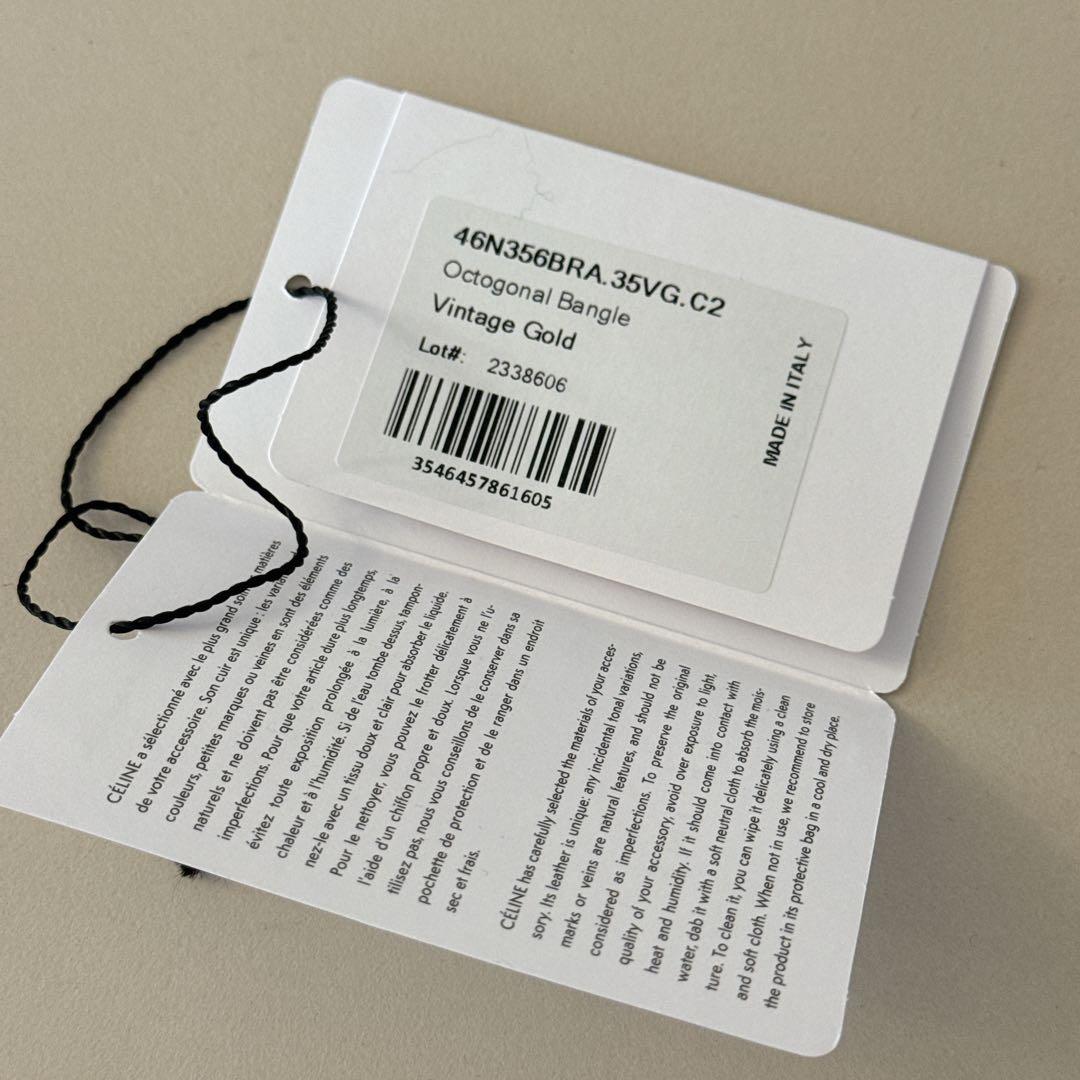 46N356BRA.35VG.C2
Octogonal Bangle
Vintage Gold
Lot#: 2338606
3546457861605
MADE IN ITALY
CÉLINE a sélectionné avec le plus grand matières
de votre accessoire. Son cuir est unique : les
couleurs, petites marques ou veines en sont des éléments
naturels et ne doivent pas être considérées comme des
imperfections. Pour que votre article dure plus longtemps,
évitez toute exposition prolongée à la lumière, à la
chaleur et à l'humidité. Si de l'eau tombe dessus, tampon-
nez-le avec un tissu doux et clair pour absorber le liquide.
Pour le nettoyer, vous pouvez le frotter délicatement à
l'aide d'un chiffon propre et doux. Lorsque vous ne l'u-
tilisez pas, nous vous conseillons de le conserver dans sa
pochette de protection et de le ranger dans un endroit
sec et frais.
CÉLINE has carefully selected the materials of your acces-
sory. Its leather is unique: any incidental tonal variations,
marks or veins are natural features, and should not be
considered as imperfections. To preserve the original
quality of your accessory, avoid over exposure to light,
heat and humidity. If it should come into contact with
water, dab it with a soft neutral cloth to absorb the mois-
ture. To clean it, you can wipe it delicately using a clean
and soft cloth. When not in use, we recommend to store
the product in its protective bag in a cool and dry place.